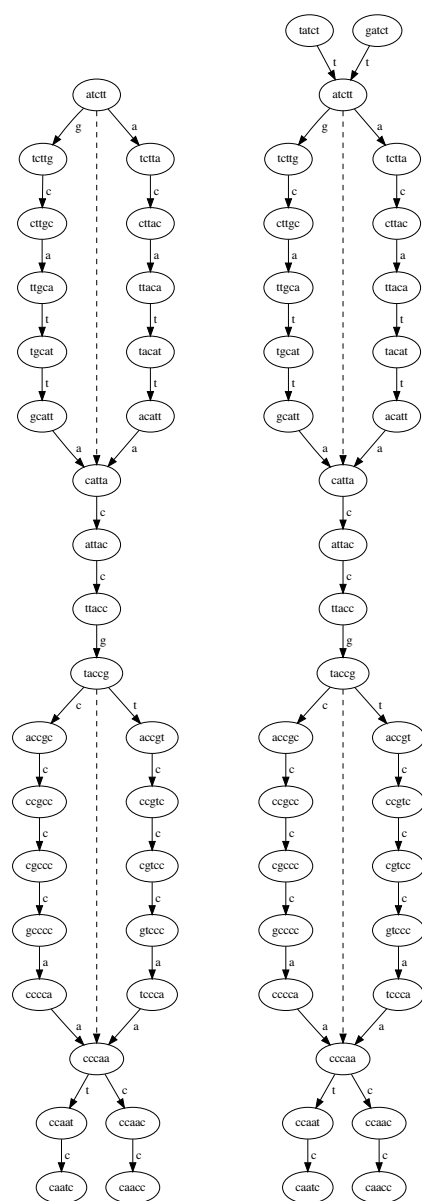 tatct gatct
t t
atctt atctt
g a g a
tcttg tctta tcttg tctta
c c c c
cttgc cttac cttgc cttac
a a a a
ttgca ttaca ttgca ttaca
t t t t
tgcat tacat tgcat tacat
t t t t
gcatt acatt gcatt acatt
a a a a
catta catta
c c
attac attac
c c
ttacc ttacc
g g
taccg taccg
c t c t
accgc accgt accgc accgt
c c c c
ccgcc ccgtc ccgcc ccgtc
c c c c
cgccc cgtcc cgccc cgtcc
c c c c
gcccc gtccc gcccc gtccc
a a a a
cccca tccca cccca tccca
a a a a
cccaa cccaa
t c t c
ccaat ccaac ccaat ccaac
c c c c
caatc caacc caatc caacc